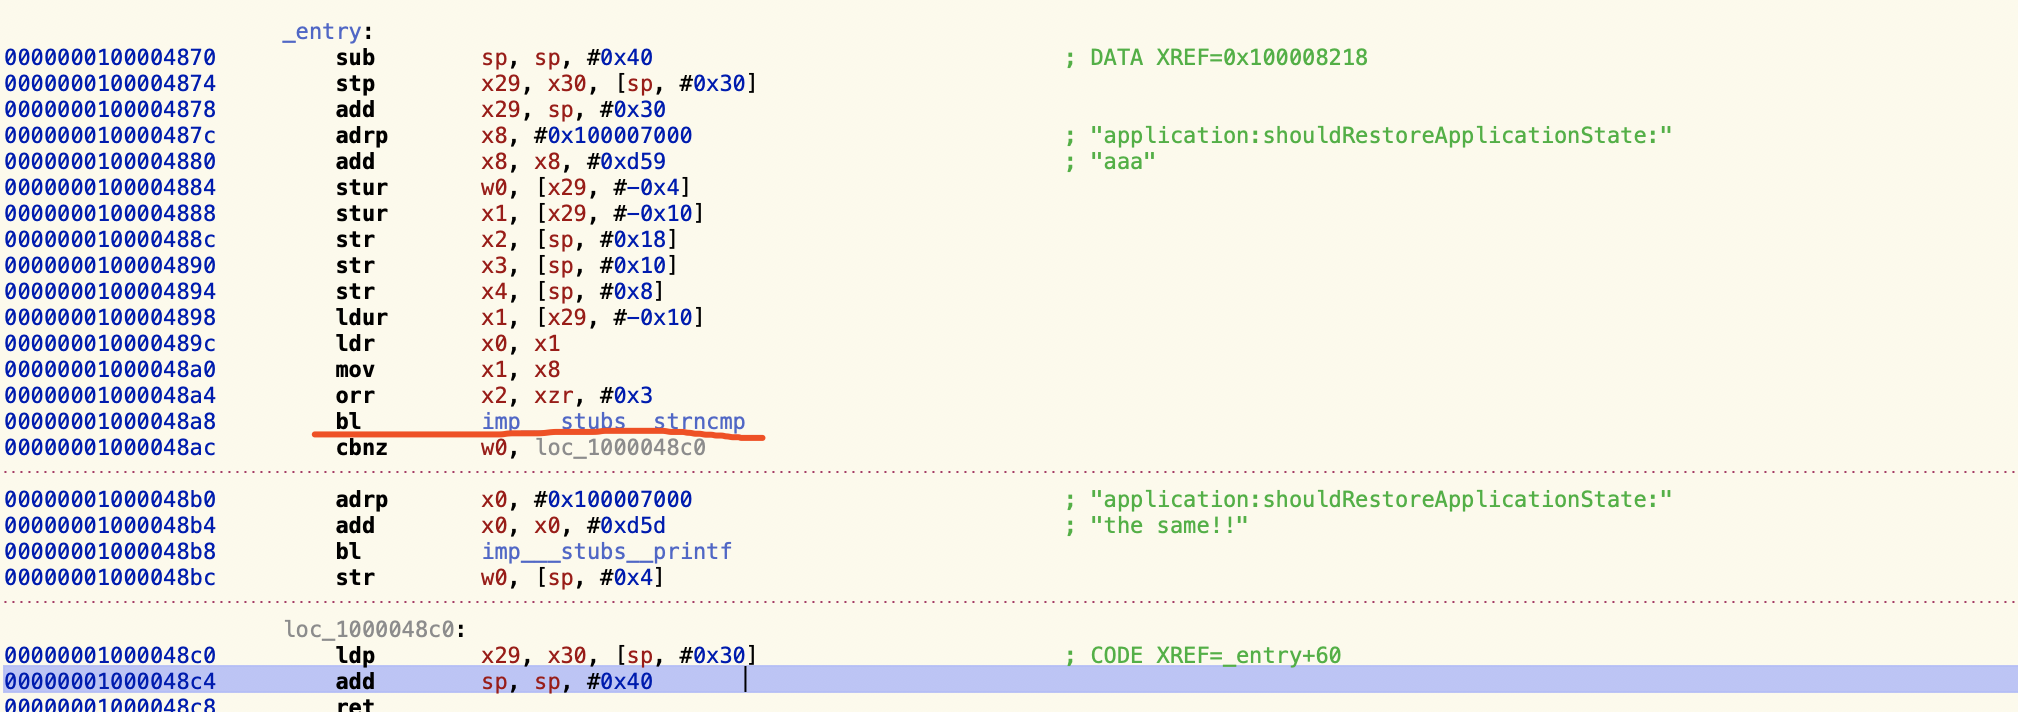 _entry:
0000000100004870 sub sp, sp, #0x40 ; DATA XREF=0x100008218
0000000100004874 stp x29, x30, [sp, #0x30]
0000000100004878 add x29, sp, #0x30
000000010000487c adrp x8, #0x100007000 ; "application:shouldRestoreApplicationState:"
0000000100004880 add x8, x8, #0xd59 ; "aaa"
0000000100004884 stur w0, [x29, #-0x4]
0000000100004888 stur x1, [x29, #-0x10]
000000010000488c str x2, [sp, #0x18]
0000000100004890 str x3, [sp, #0x10]
0000000100004894 str x4, [sp, #0x8]
0000000100004898 ldur x1, [x29, #-0x10]
000000010000489c ldr x0, x1
00000001000048a0 mov x1, x8
00000001000048a4 orr x2, xzr, #0x3
00000001000048a8 bl imp___stubs__strncmp
00000001000048ac cbnz w0, loc_1000048c0
00000001000048b0 adrp x0, #0x100007000 ; "application:shouldRestoreApplicationState:"
00000001000048b4 add x0, x0, #0xd5d ; "the same!!"
00000001000048b8 bl imp___stubs__printf
00000001000048bc str w0, [sp, #0x4]
loc_1000048c0:
00000001000048c0 ldp x29, x30, [sp, #0x30] ; CODE XREF=_entry+60
00000001000048c4 add sp, sp, #0x40
00000001000048c8 ret